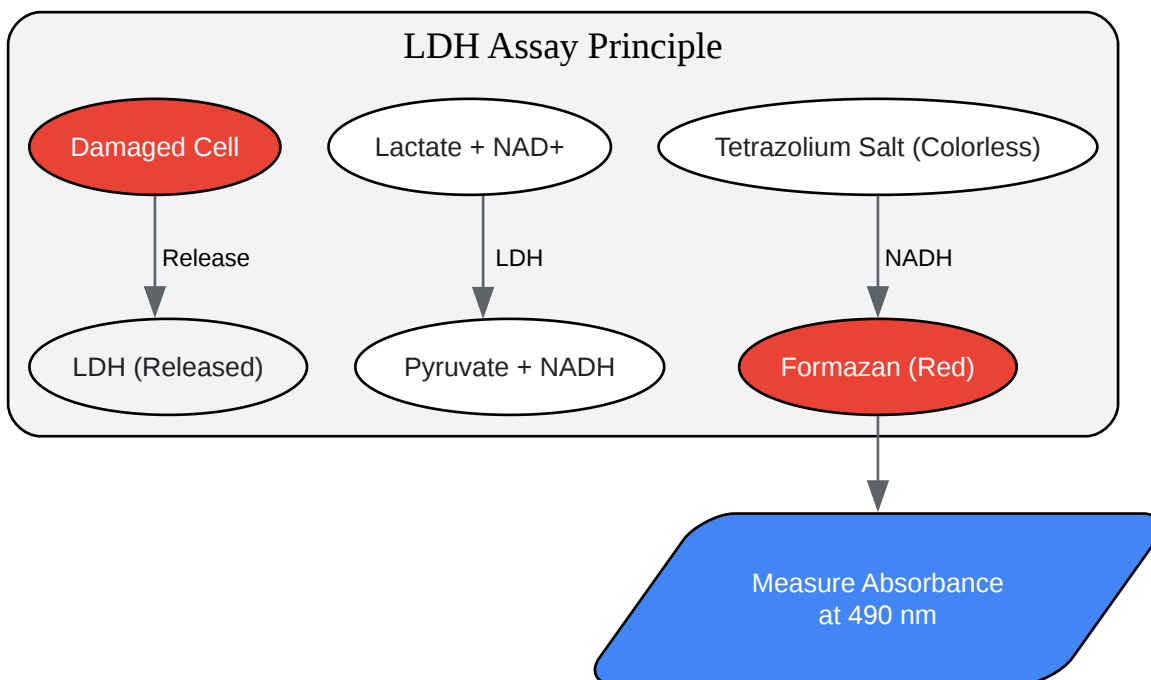 LDH Assay Principle
Damaged Cell
Lactate + NAD+
Tetrazolium Salt (Colorless)
Release
LDH
NADH
LDH (Released)
Pyruvate + NADH
Formazan (Red)
Measure Absorbance
at 490 nm